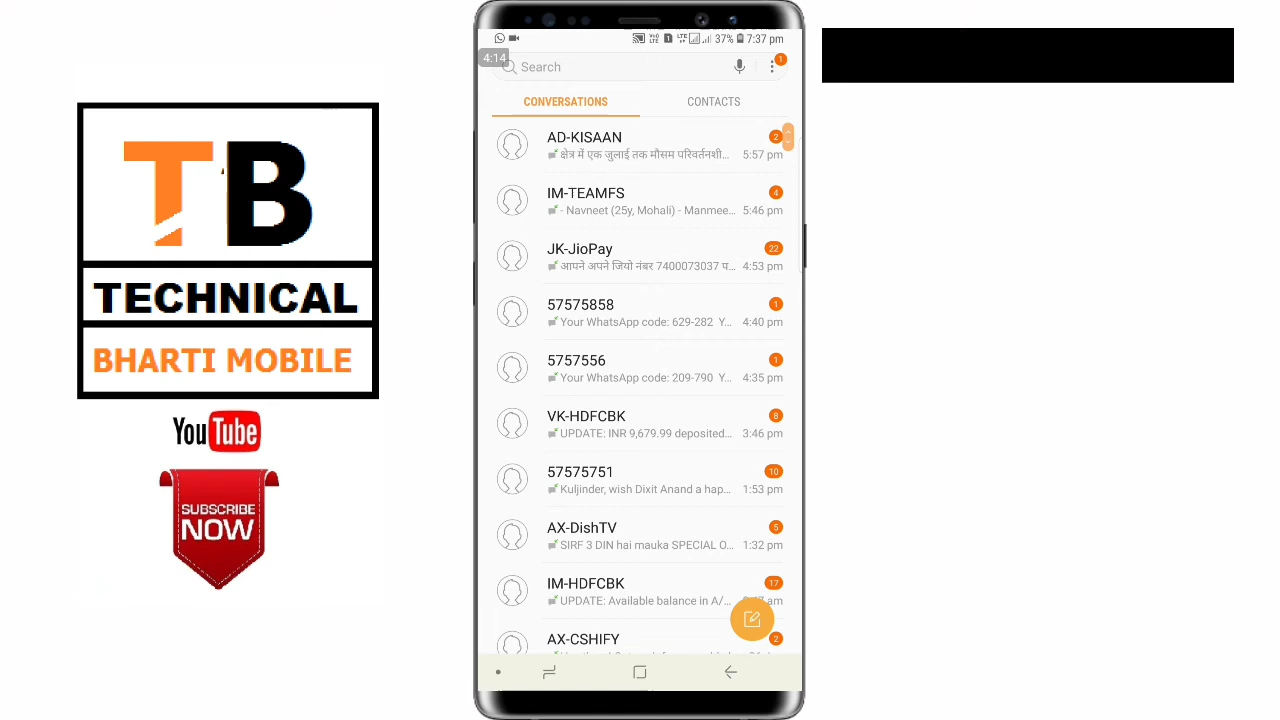 TB
TECHNICAL
BHARTI MOBILE
YouTube
SUBSCRIBE
NOW
37% 7:37 pm
4:14
Search
1
CONVERSATIONS CONTACTS
AD-KISAAN 2
क्षेत्र में एक जुलाई तक मौसम परिवर्तनशी... 5:57 pm
IM-TEAMFS 4
- Navneet (25y, Mohali) - Manmee... 5:46 pm
JK-JioPay 22
आपने अपने जियो नंबर 7400073037 प... 4:53 pm
57575858 1
Your WhatsApp code: 629-282 Y... 4:40 pm
5757556 1
Your WhatsApp code: 209-790 Y... 4:35 pm
VK-HDFCBK 6
UPDATE: INR 9,679.99 deposited... 3:46 pm
57575751 10
Kuljinder, wish Dixit Anand a hap... 1:53 pm
AX-DishTV 5
SIRF 3 DIN hai mauka SPECIAL O... 1:32 pm
IM-HDFCBK 17
UPDATE: Available balance in A/... am
AX-CSHIFY 2